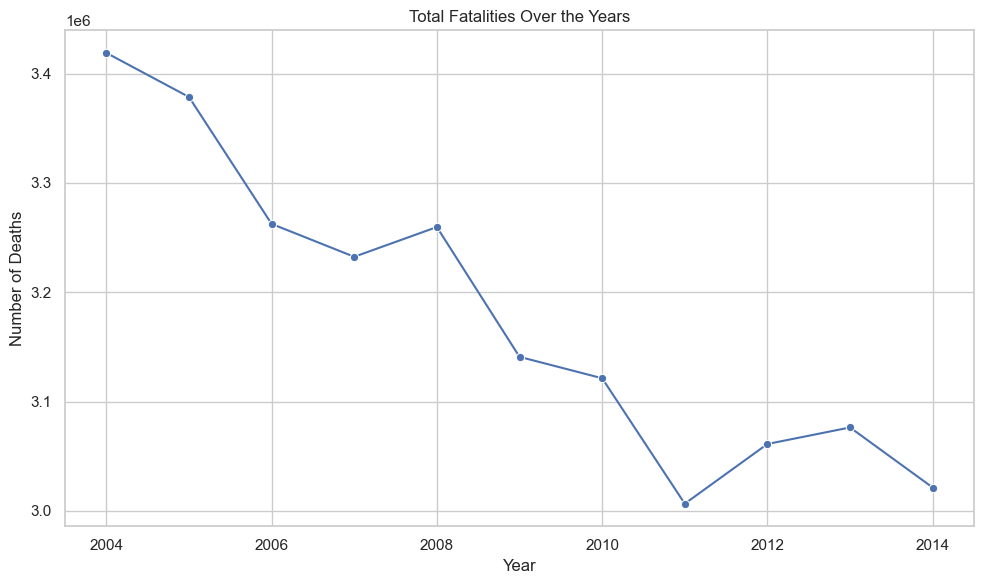 Total Fatalities Over the Years
1e6
3.4
3.3
3.2
3.1
3.0
Number of Deaths
2004 2006 2008 2010 2012 2014
Year